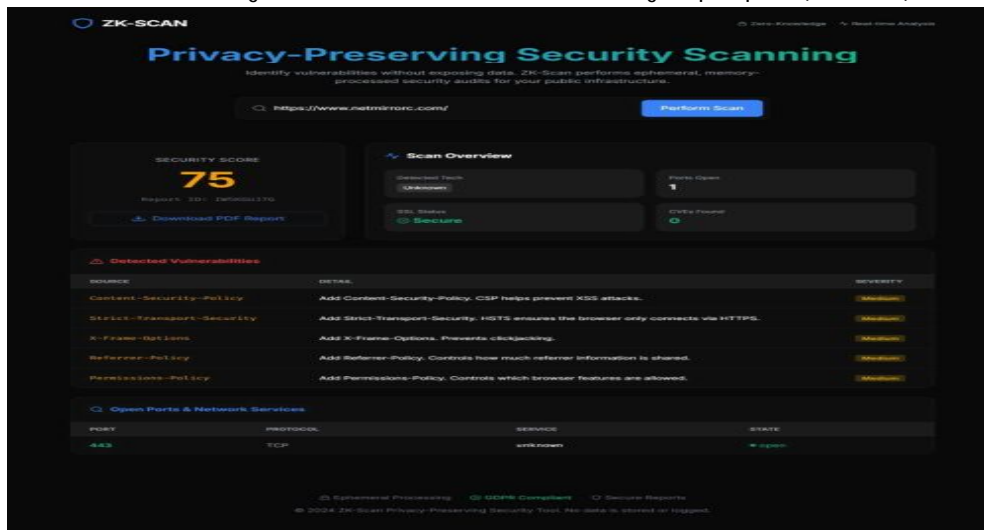 ZK-SCAN
Zero-Knowledge Real-time Analysis
Privacy-Preserving Security Scanning
Identify vulnerabilities without exposing data. ZK-Scan performs ephemeral, memory-
processed security audits for your public infrastructure.
https://www.netmirrorc.com/ Perform Scan
SECURITY SCORE
75
Report ID:
Download PDF Report
Scan Overview
Detected Tech
Unknown
Ports Open
1
SSL Status
Secure
CVEs Found
0
Detected Vulnerabilities
SOURCE DETAIL SEVERITY
Content-Security-Policy Add Content-Security-Policy. CSP helps prevent XSS attacks. Medium
Strict-Transport-Security Add Strict-Transport-Security. HSTS ensures the browser only connects via HTTPS. Medium
X-Frame-Options Add X-Frame-Options. Prevents clickjacking. Medium
Referrer-Policy Add Referrer-Policy. Controls how much referrer information is shared. Medium
Permissions-Policy Add Permissions-Policy. Controls which browser features are allowed. Medium
Open Ports & Network Services
PORT PROTOCOL SERVICE STATE
443 TCP unknown open
Ephemeral Processing GDPR Compliant Secure Reports
© 2024 ZK-Scan Privacy-Preserving Security Tool. No data is stored or logged.